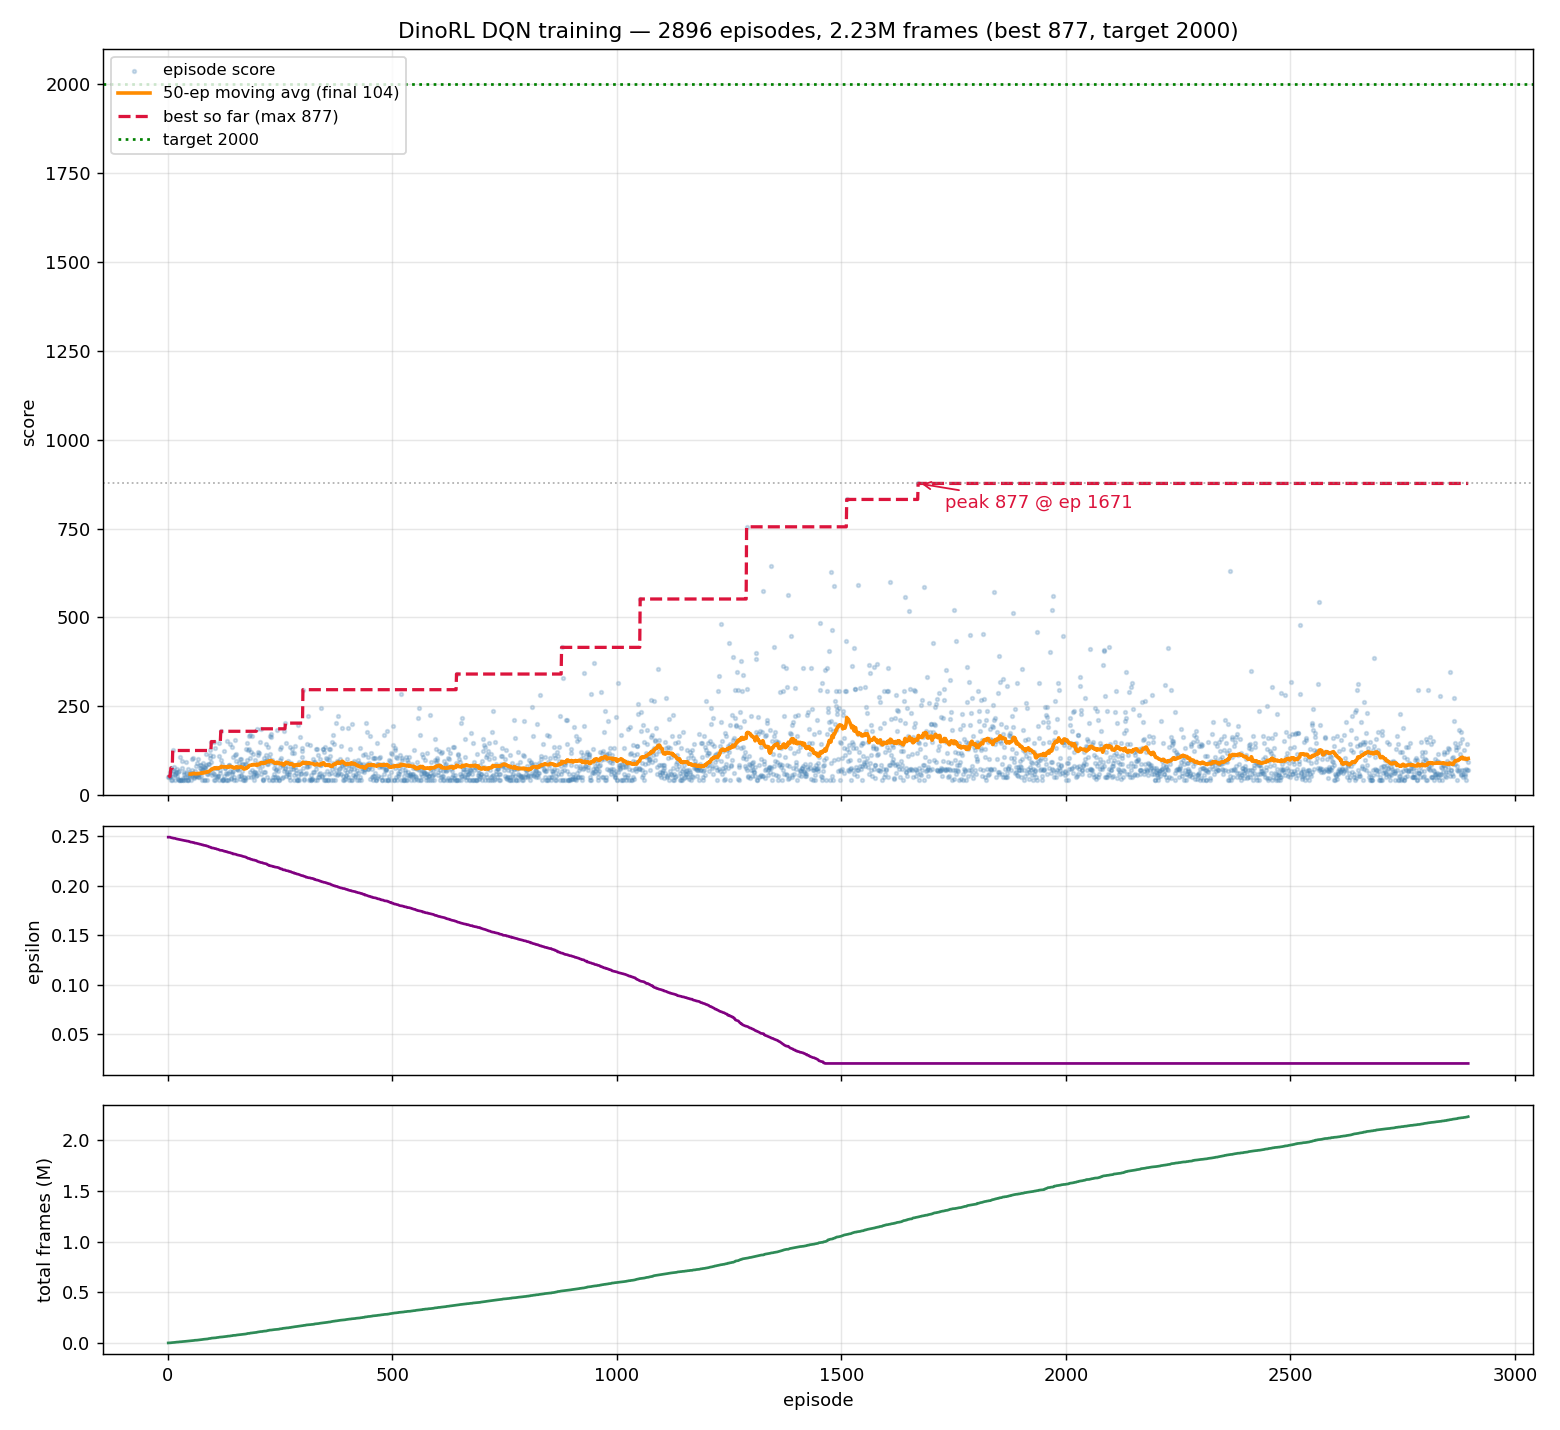 DinoRL DQN training — 2896 episodes, 2.23M frames (best 877, target 2000)
episode score
50-ep moving avg (final 104)
best so far (max 877)
target 2000
2000
1750
1500
1250
1000
750
500
250
0
score
peak 877 @ ep 1671
0.25
0.20
0.15
0.10
0.05
epsilon
2.0
1.5
1.0
0.5
0.0
total frames (M)
0 500 1000 1500 2000 2500 3000
episode